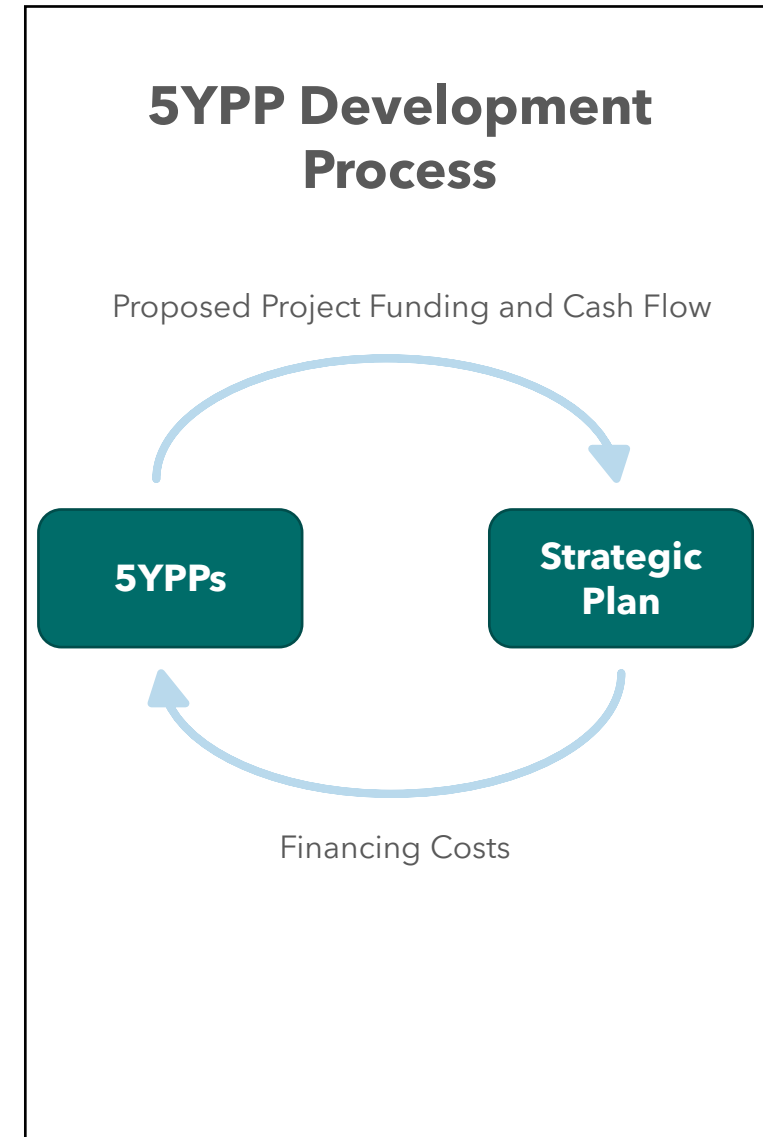 5YPP Development
Process
Proposed Project Funding and Cash Flow
5YPPs
Strategic
Plan
Financing Costs